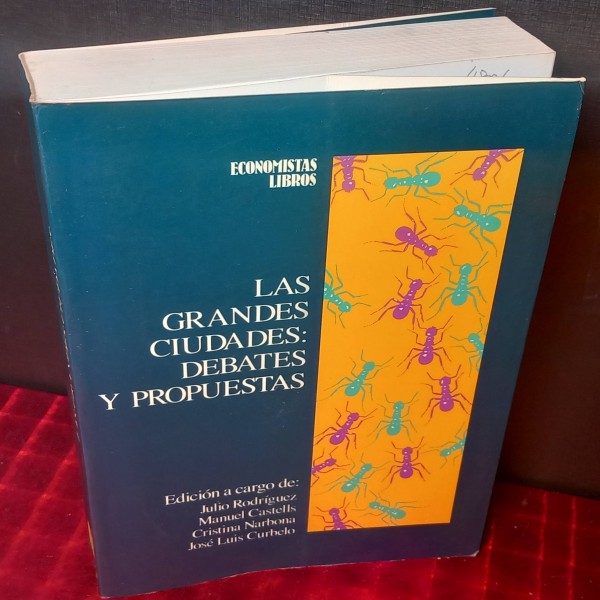 ECONOMISTAS
LIBROS
LAS
GRANDES
CIUDADES:
DEBATES
Y PROPUESTAS
Edición a cargo de:
Julio Rodríguez
Manuel Castells
Cristina Narbona
José Luis Curbelo